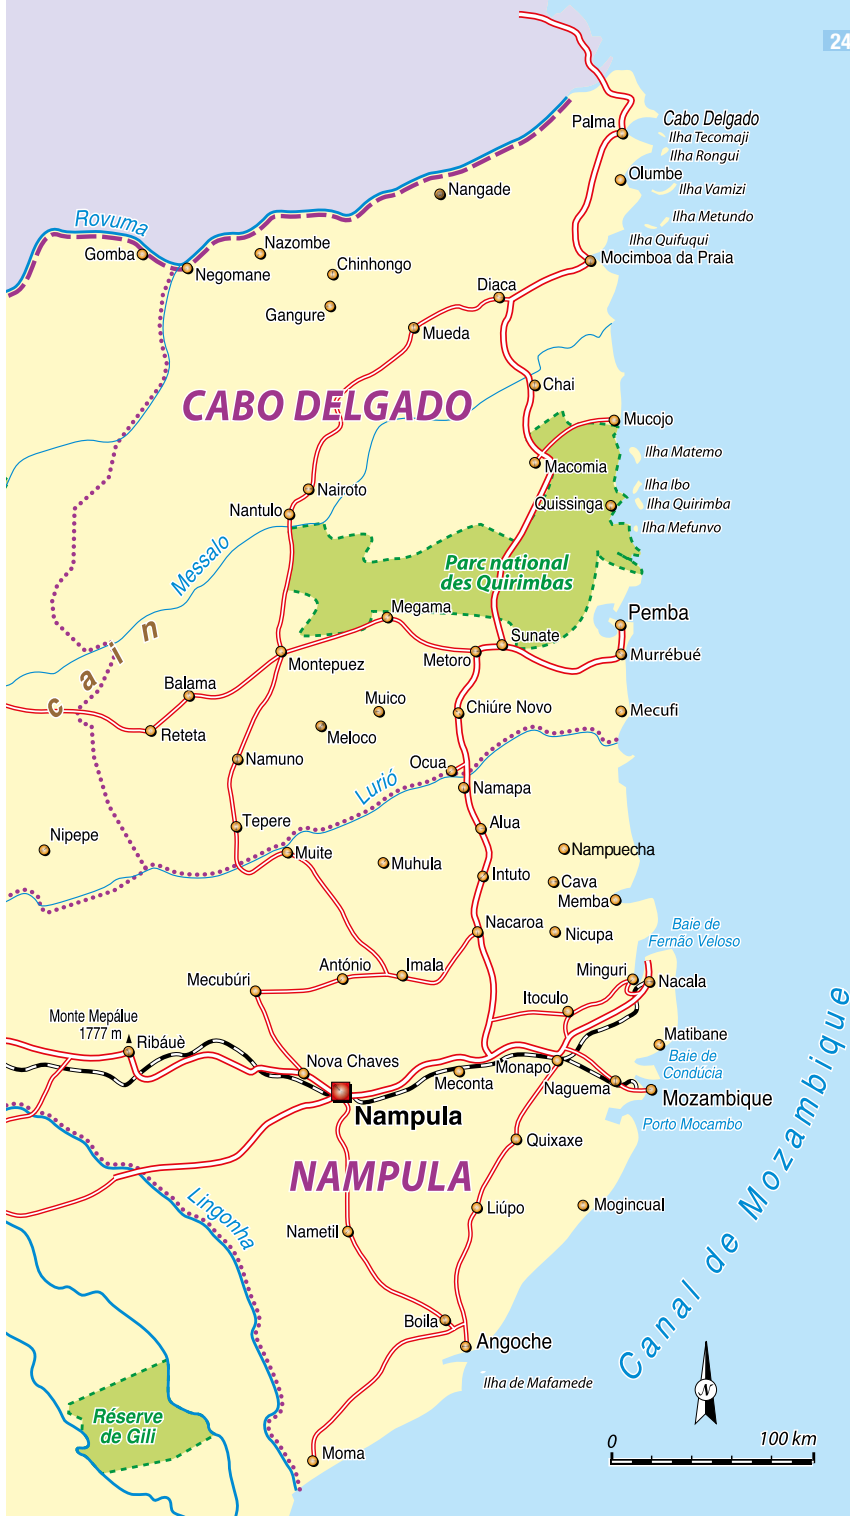 24
Cabo Delgado
Palma
Ilha Tecomaji
Ilha Rongui
Olumbe
Nangade
Ilha Vamizi
Rovuma
Ilha Metundo
Nazombe
Ilha Quifuqui
Gomba
Mocimboa da Praia
Negomane
Chinhongo
Diaca
Gangure
Mueda
Chai
CABO DELGADO
Mucojo
Ilha Matemo
Macomia
Ilha Ibo
Nairoto
Quissinga
Ilha Quirimba
Nantulo
Ilha Mefunvo
Messalo
Parc national
des Quirimbas
Megama
Pemba
cain
Sunate
Montepuez
Metoro
Murrébué
Balama
Muico
Chiúre Novo
Mecufi
Reteta
Meloco
Namuno
Ocua
Lurió
Namapa
Tepere
Alua
Nipepe
Muite
Muhula
Nampuecha
Intuto
Cava
Memba
Nacaroa
Nicupa
Baie de
Fernão Veloso
António
Imala
Minguri
Mecubúri
Nacala
Itoculo
Monte Mepálue
1777 m
Ribáuè
Matibane
Nova Chaves
Monapo
Baie de
Condúcia
Meconta
Naguema
Mozambique
Nampula
Porto Mocambo
Quixaxe
NAMPULA
Lingonha
Liúpo
Mogincual
Nametil
Canal de Mozambique
Boila
Angoche
Ilha de Mafamede
N
Réserve
de Gili
Moma
0 100 km